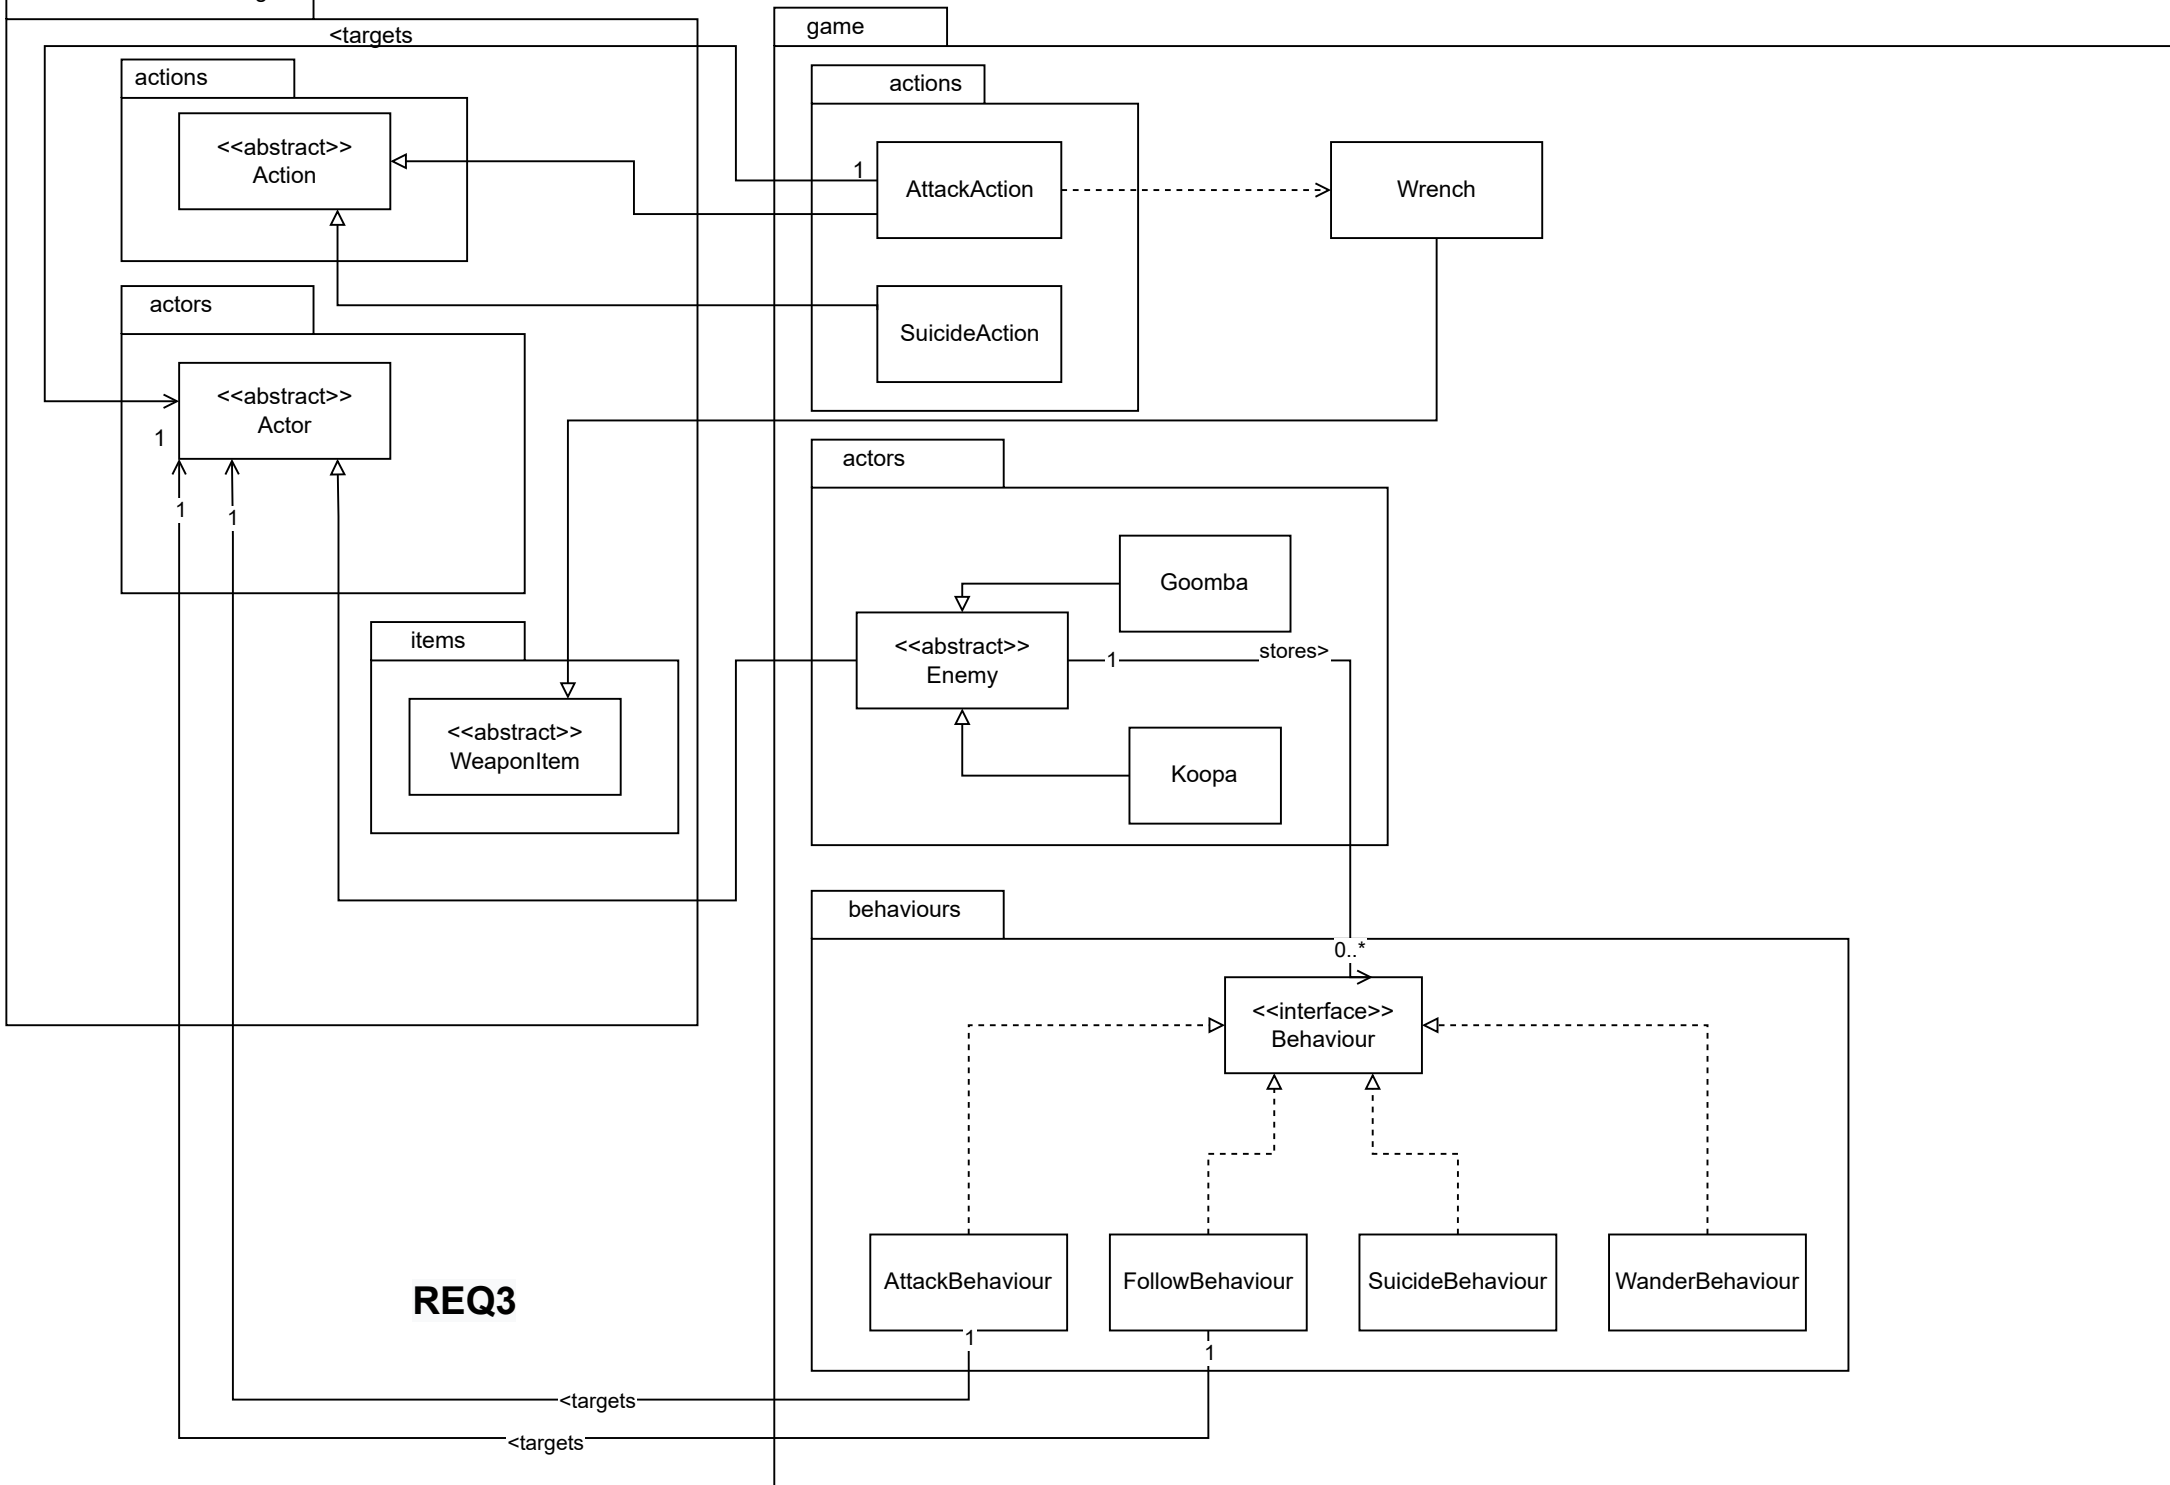 <targets
game
actions
<<abstract>>
Action
actions
1
AttackAction
Wrench
SuicideAction
actors
<<abstract>>
Actor
1
1
1
actors
Goomba
<<abstract>>
Enemy
1
stores>
Koopa
items
<<abstract>>
WeaponItem
behaviours
0..*
<<interface>>
Behaviour
AttackBehaviour
FollowBehaviour
SuicideBehaviour
WanderBehaviour
1
1
REQ3
<targets
<targets